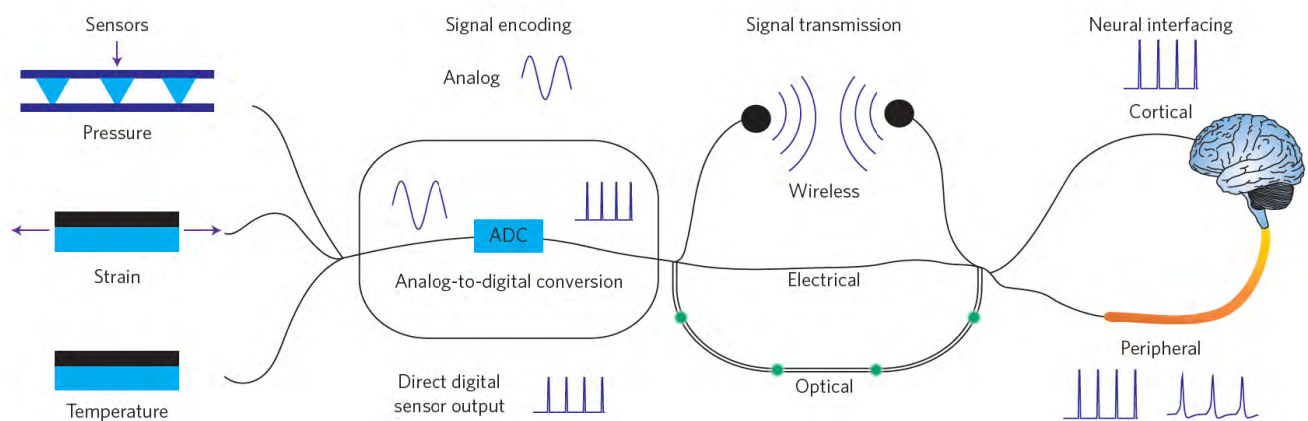 Sensors
Pressure
Strain
Temperature
Signal encoding
Analog
ADC
Analog-to-digital conversion
Direct digital
sensor output
Signal transmission
Wireless
Electrical
Optical
Neural interfacing
Cortical
Peripheral